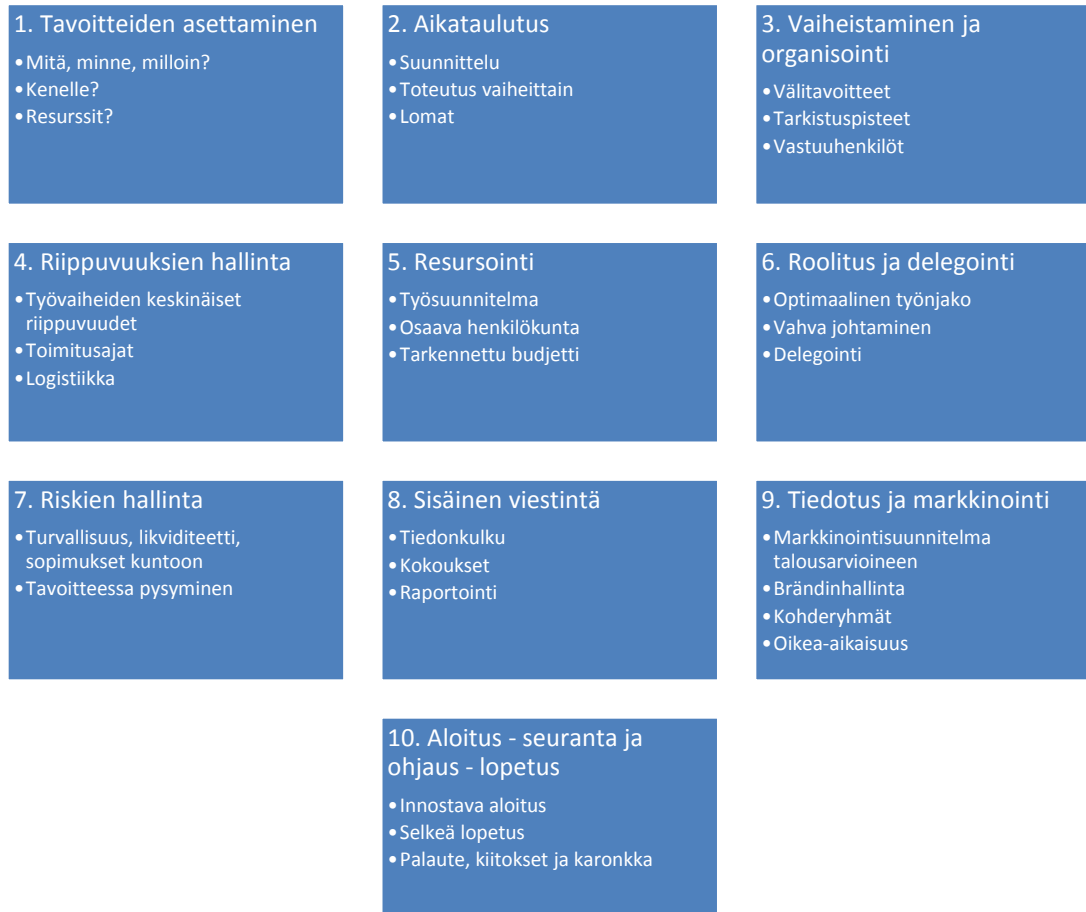 1. Tavoitteiden asettaminen
•Mitä, minne, milloin?
•Kenelle?
•Resurssit?
2. Aikataulutus
•Suunnittelu
•Toteutus vaiheittain
•Lomat
3. Vaiheistaminen ja
organisointi
•Välitavoitteet
•Tarkistuspisteet
•Vastuuhenkilöt
4. Riippuvuuksien hallinta
•Työvaiheiden keskinäiset
riippuvuudet
•Toimitusajat
•Logistiikka
5. Resursointi
•Työsuunnitelma
•Osaava henkilökunta
•Tarkennettu budjetti
6. Roolitus ja delegointi
•Optimaalinen työnjako
•Vahva johtaminen
•Delegointi
7. Riskien hallinta
•Turvallisuus, likviditeetti,
sopimukset kuntoon
•Tavoitteessa pysyminen
8. Sisäinen viestintä
•Tiedonkulku
•Kokoukset
•Raportointi
9. Tiedotus ja markkinointi
•Markkinointisuunnitelma
talousarvioineen
•Brändinhallinta
•Kohderyhmät
•Oikea-aikaisuus
10. Aloitus - seuranta ja
ohjaus - lopetus
•Innostava aloitus
•Selkeä lopetus
•Palaute, kiitokset ja karonkka